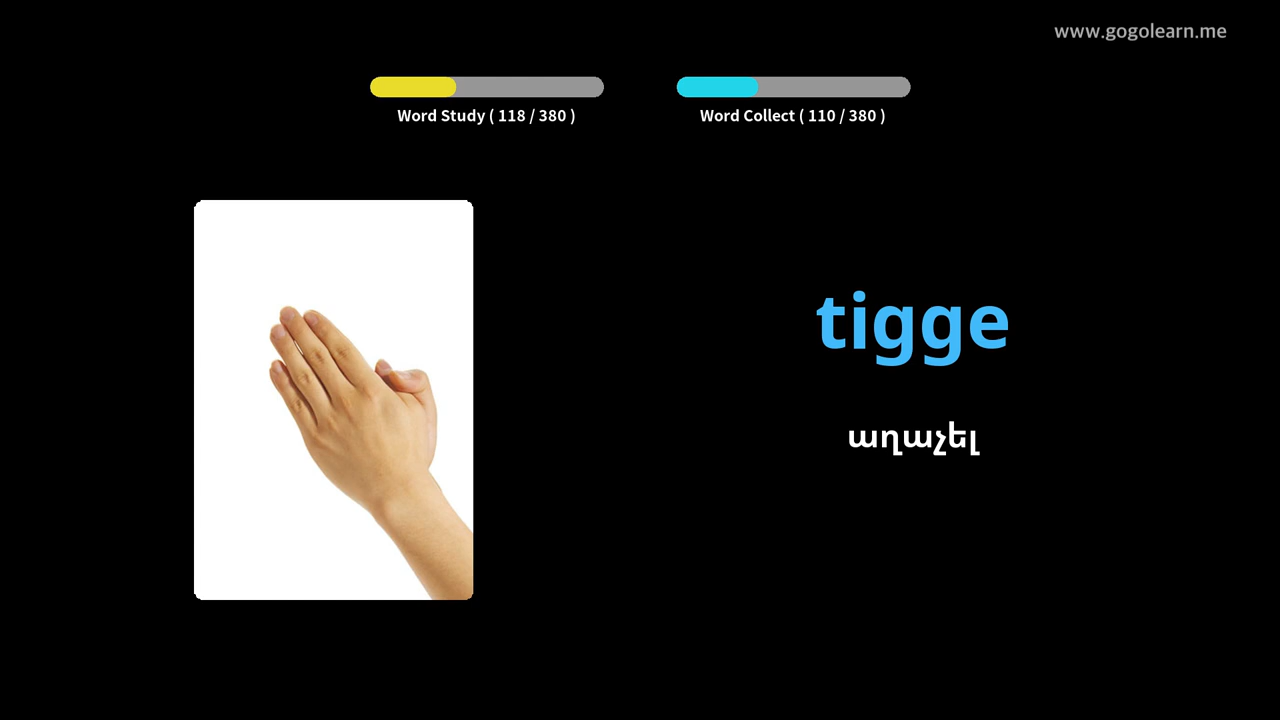 www.gogolearn.me
Word Study ( 118 / 380 )
Word Collect ( 110 / 380 )
tigge
աղաչել